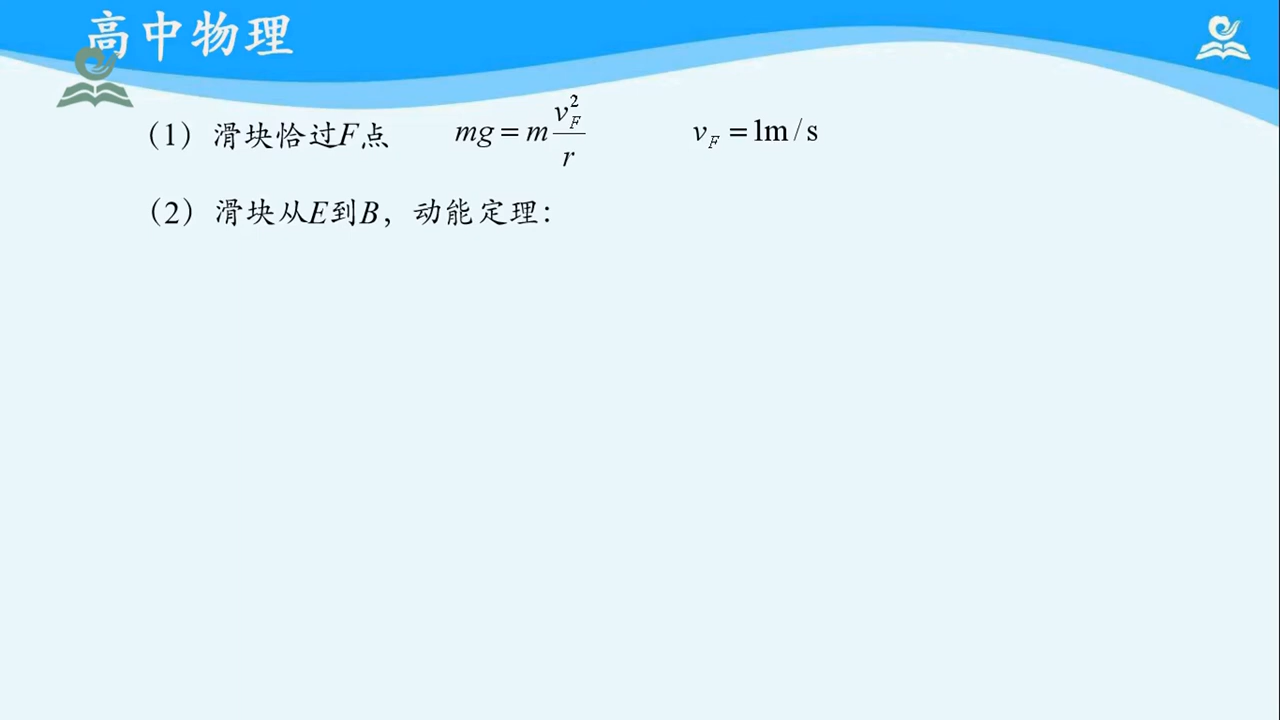 高中物理
（1）滑块恰过F点 mg = m v_F^2 / r v_F = 1m / s
（2）滑块从E到B，动能定理：